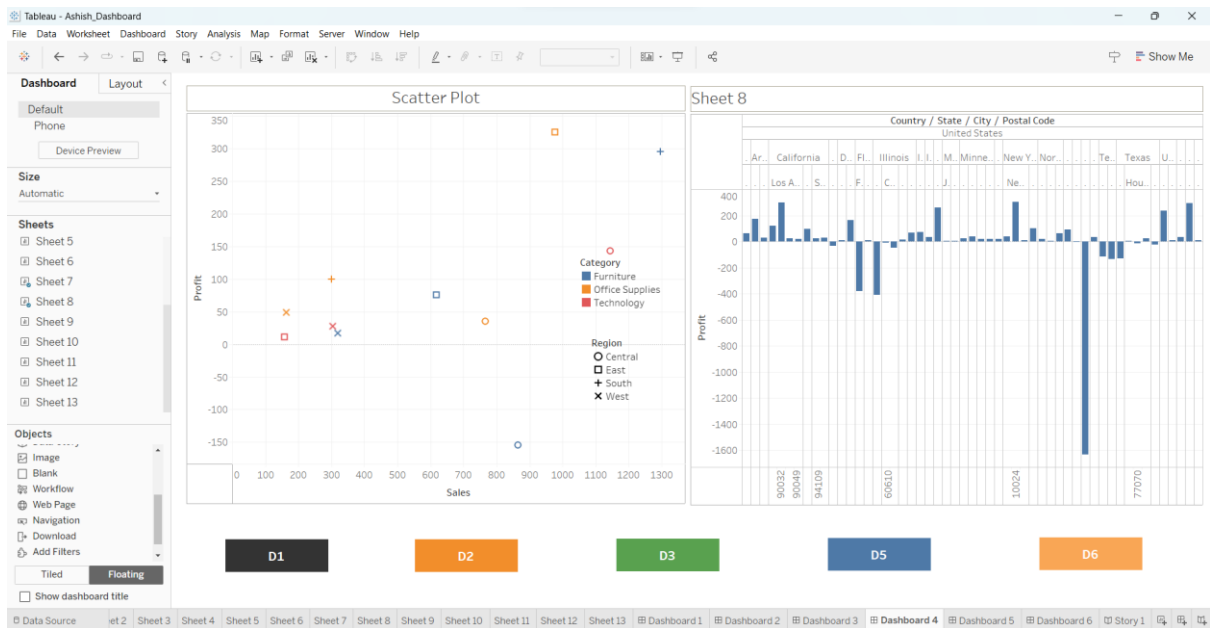 Tableau - Ashish_Dashboard
File Data Worksheet Dashboard Story Analysis Map Format Server Window Help
Show Me
Dashboard Layout
Default
Phone
Device Preview
Size
Automatic
Sheets
Sheet 5
Sheet 6
Sheet 7
Sheet 8
Sheet 9
Sheet 10
Sheet 11
Sheet 12
Sheet 13
Objects
Image
Blank
Workflow
Web Page
Navigation
Download
Add Filters
Tiled Floating
Show dashboard title
Scatter Plot
350
300
250
200
150
100
50
0
-50
-100
-150
Profit
0 100 200 300 400 500 600 700 800 900 1000 1100 1200 1300
Sales
Category
Furniture
Office Supplies
Technology
Region
Central
East
South
West
Sheet 8
Country / State / City / Postal Code
United States
. Ar.. California . D.. Fl.. Illinois I. I.. M.. Minne.. . New Y.. Nor.. . . . . Te.. Texas U.. . . .
Los A.. . S.. F.. C.. J.. Ne.. Hou..
400
200
0
-200
-400
-600
-800
-1000
-1200
-1400
-1600
Profit
90032 90049 94109 60610 10024 77070
D1 D2 D3 D5 D6
Data Source et 2 Sheet 3 Sheet 4 Sheet 5 Sheet 6 Sheet 7 Sheet 8 Sheet 9 Sheet 10 Sheet 11 Sheet 12 Sheet 13 Dashboard 1 Dashboard 2 Dashboard 3 Dashboard 4 Dashboard 5 Dashboard 6 Story 1